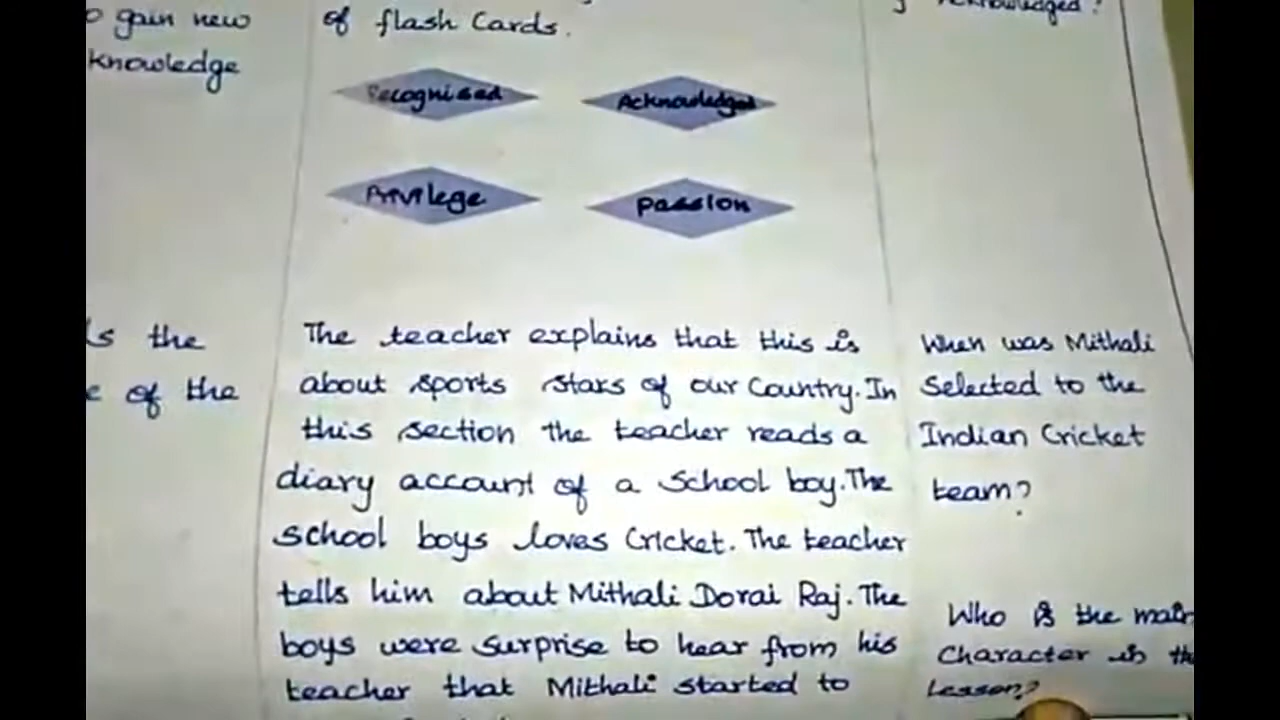 gain new
knowledge
of flash Cards.
Recognised
Acknowledged
Privilege
Passion
the
of the
The teacher explains that this is
about sports stars of our Country. In
this section the teacher reads a
diary account of a School boy. The
school boys loves Cricket. The teacher
tells him about Mithali Dorai Raj. The
boys were surprise to hear from his
teacher that Mithali started to
Acknowledged?
When was Mithali
Selected to the
Indian Cricket
team?
Who is the main
Character in the
Lesson?